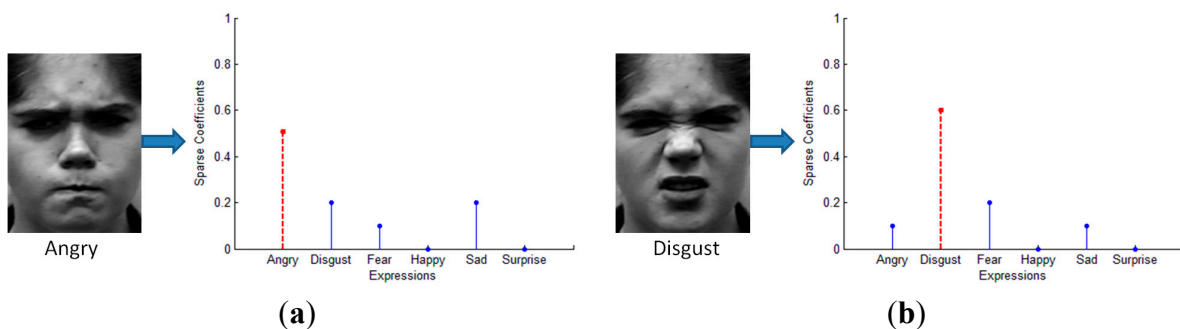 1
0.8
0.6
0.4
0.2
0
Sparse Coefficients
Angry Disgust Fear Happy Sad Surprise
Expressions
Angry
(a)
1
0.8
0.6
0.4
0.2
0
Sparse Coefficients
Angry Disgust Fear Happy Sad Surprise
Expressions
Disgust
(b)